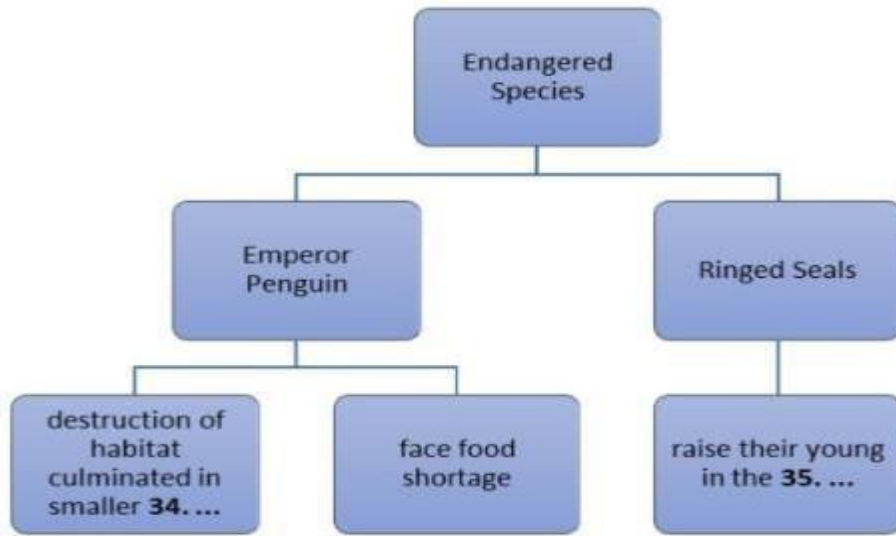 Endangered
Species
Emperor
Penguin
Ringed Seals
destruction of
habitat
culminated in
smaller 34. ...
face food
shortage
raise their young
in the 35. ...